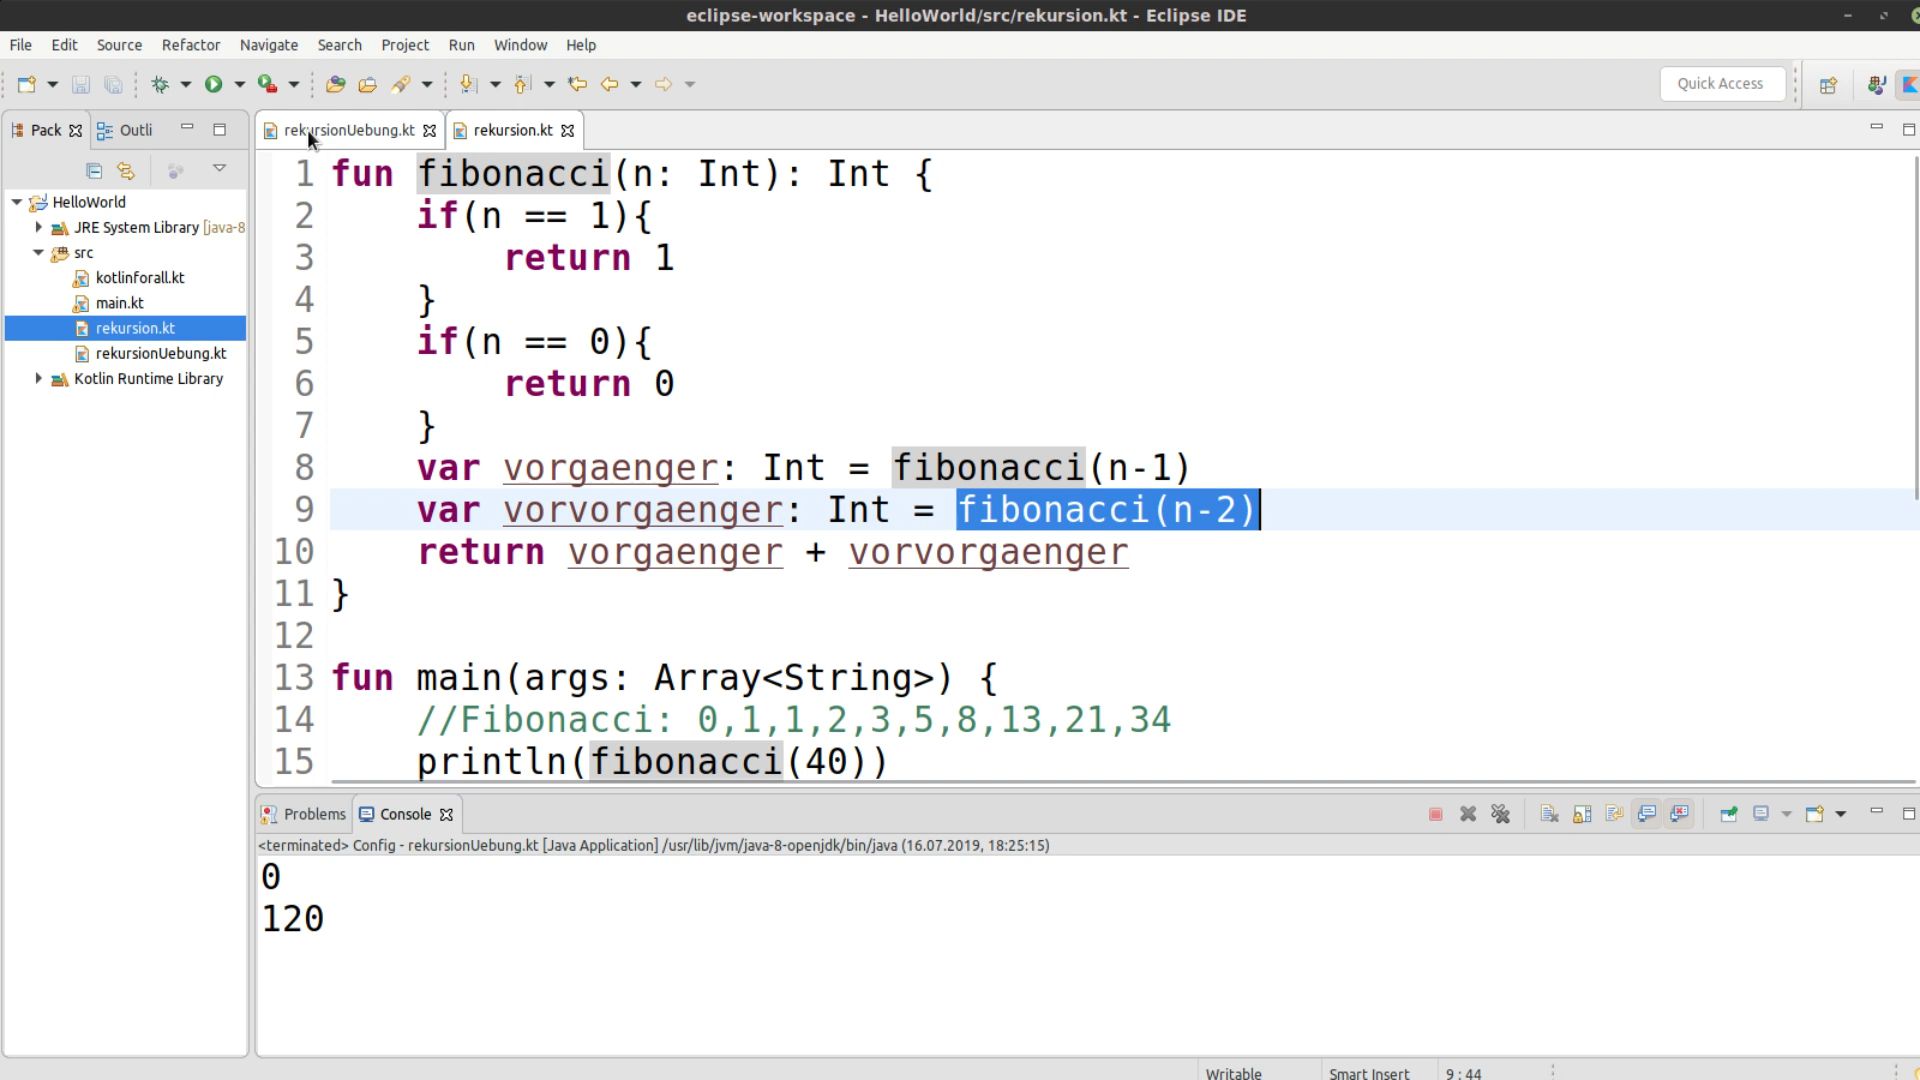 eclipse-workspace - HelloWorld/src/rekursion.kt - Eclipse IDE
File Edit Source Refactor Navigate Search Project Run Window Help
Quick Access
Pack Outli rekursionUebung.kt rekursion.kt
HelloWorld
JRE System Library [java-8
src
kotlinforall.kt
main.kt
rekursion.kt
rekursionUebung.kt
Kotlin Runtime Library
1 fun fibonacci(n: Int): Int {
2 if(n == 1){
3 return 1
4 }
5 if(n == 0){
6 return 0
7 }
8 var vorgaenger: Int = fibonacci(n-1)
9 var vorvorgaenger: Int = fibonacci(n-2)
10 return vorgaenger + vorvorgaenger
11 }
12
13 fun main(args: Array<String>) {
14 //Fibonacci: 0,1,1,2,3,5,8,13,21,34
15 println(fibonacci(40))
Problems Console
<terminated> Config - rekursionUebung.kt [Java Application] /usr/lib/jvm/java-8-openjdk/bin/java (16.07.2019, 18:25:15)
0
120
Writable Smart Insert 9 : 44